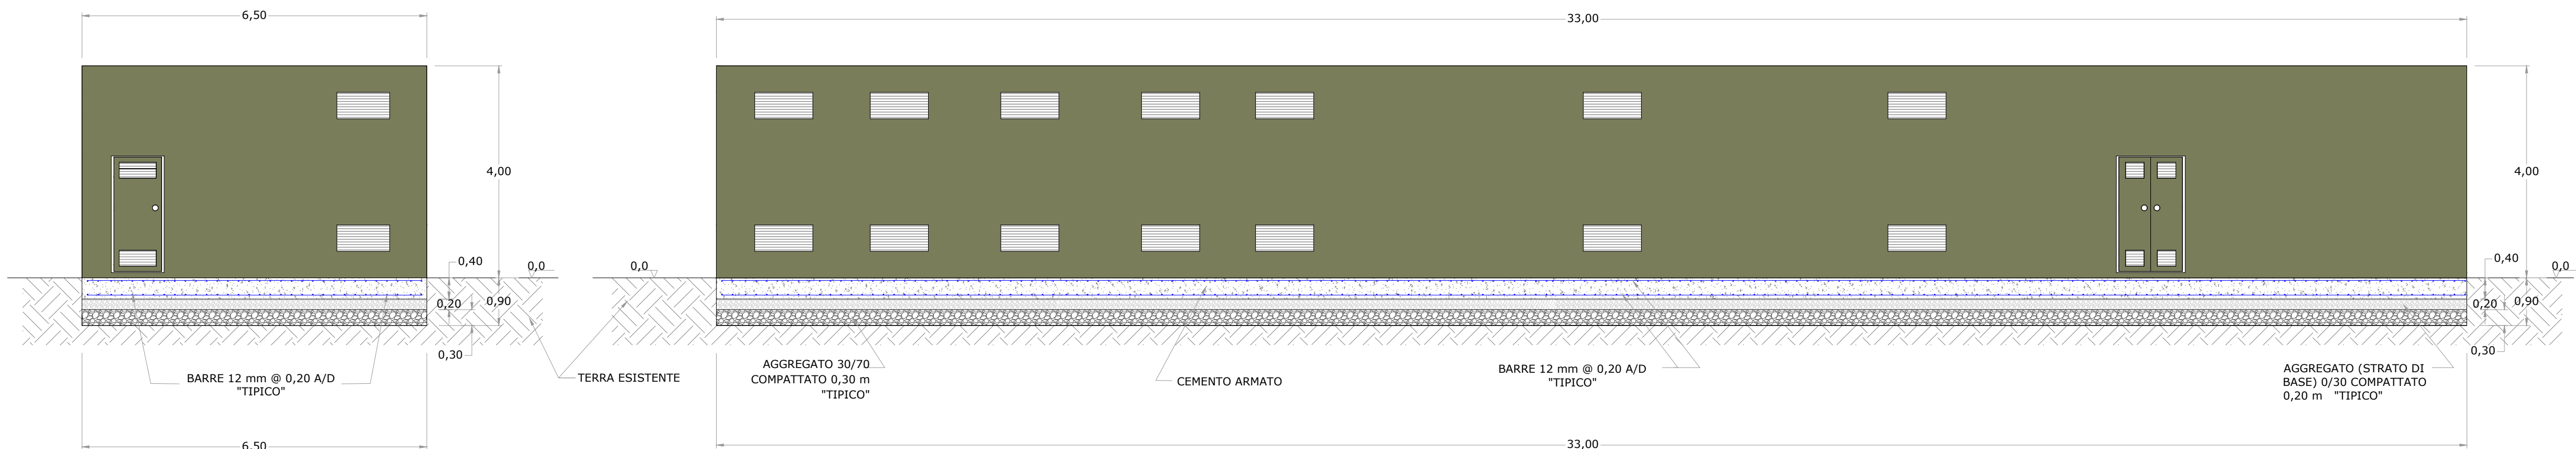 6,50
33,00
4,00
4,00
0,0
0,0
0,40
0,20
0,90
0,30
0,40
0,0
0,20
0,90
0,30
BARRE 12 mm @ 0,20 A/D
"TIPICO"
TERRA ESISTENTE
AGGREGATO 30/70
COMPATTATO 0,30 m
"TIPICO"
CEMENTO ARMATO
BARRE 12 mm @ 0,20 A/D
"TIPICO"
AGGREGATO (STRATO DI
BASE) 0/30 COMPATTATO
0,20 m "TIPICO"
6,50
33,00